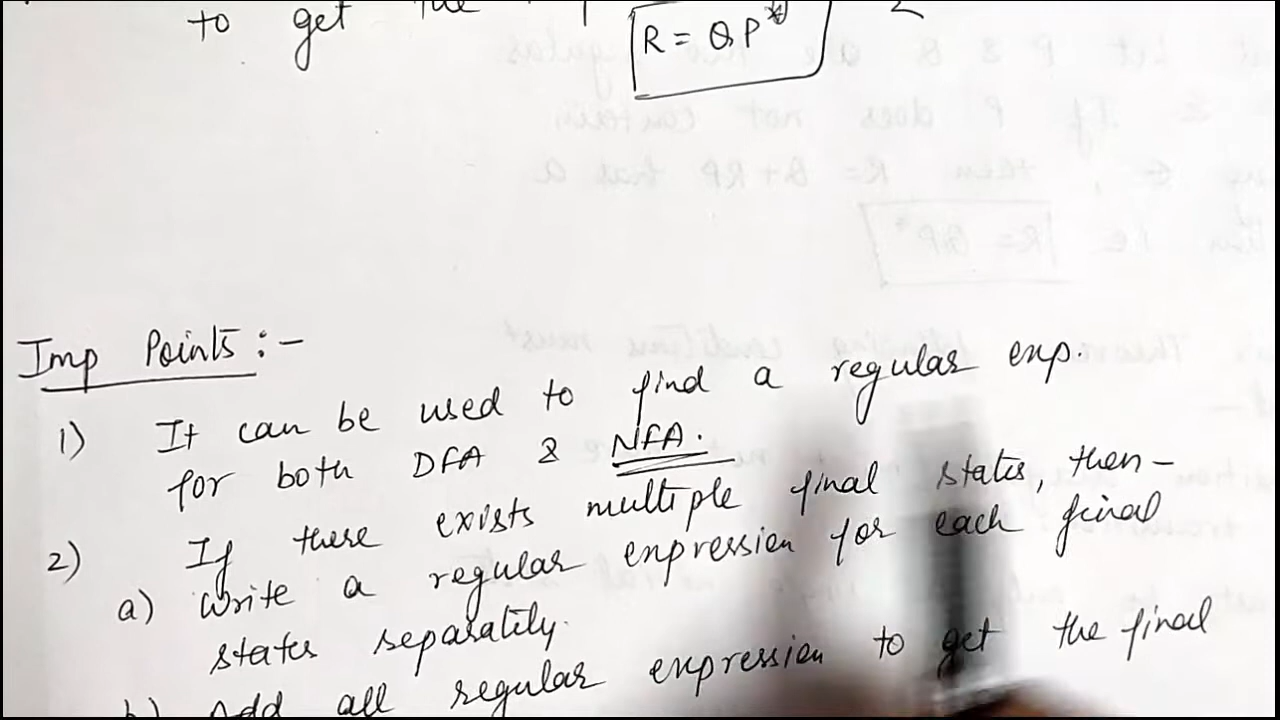 to get the
R = QP*
Imp Points :-
1) It can be used to find a regular exp.
for both DFA & NFA.
2) If there exists multiple final states, then -
a) Write a regular expression for each final
states separately.
b) Add all regular expression to get the final